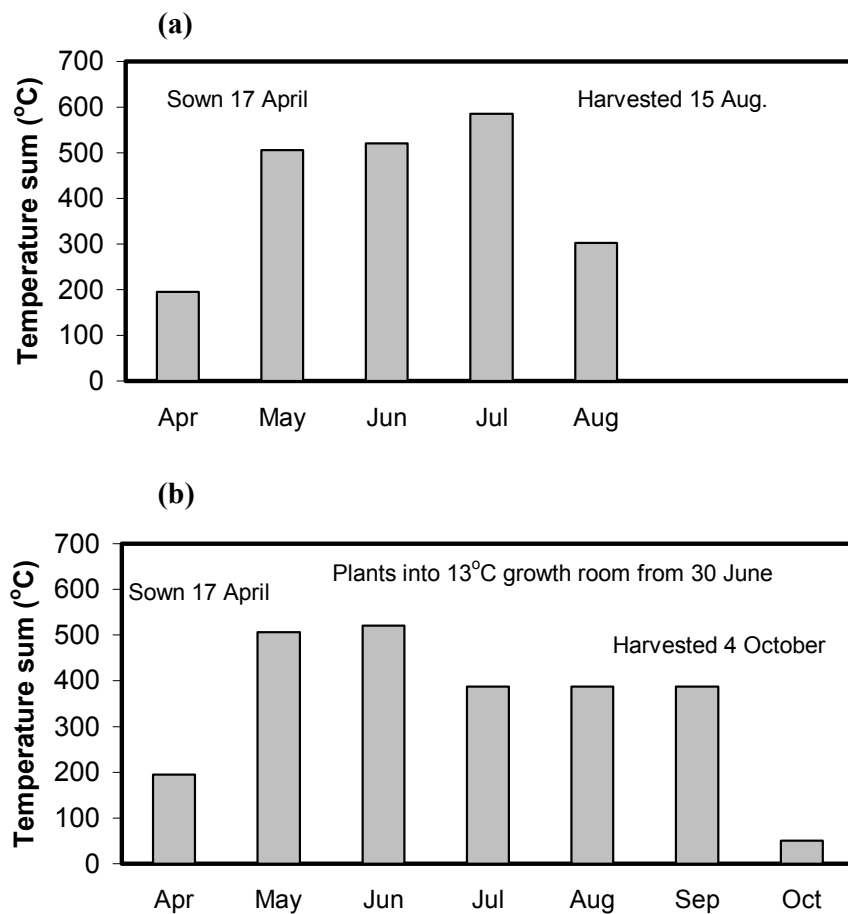 (a)
Temperature sum (°C)
700
600
500
400
300
200
100
0
Sown 17 April
Harvested 15 Aug.
Apr May Jun Jul Aug
(b)
Temperature sum (°C)
700
600
500
400
300
200
100
0
Plants into 13°C growth room from 30 June
Sown 17 April
Harvested 4 October
Apr May Jun Jul Aug Sep Oct